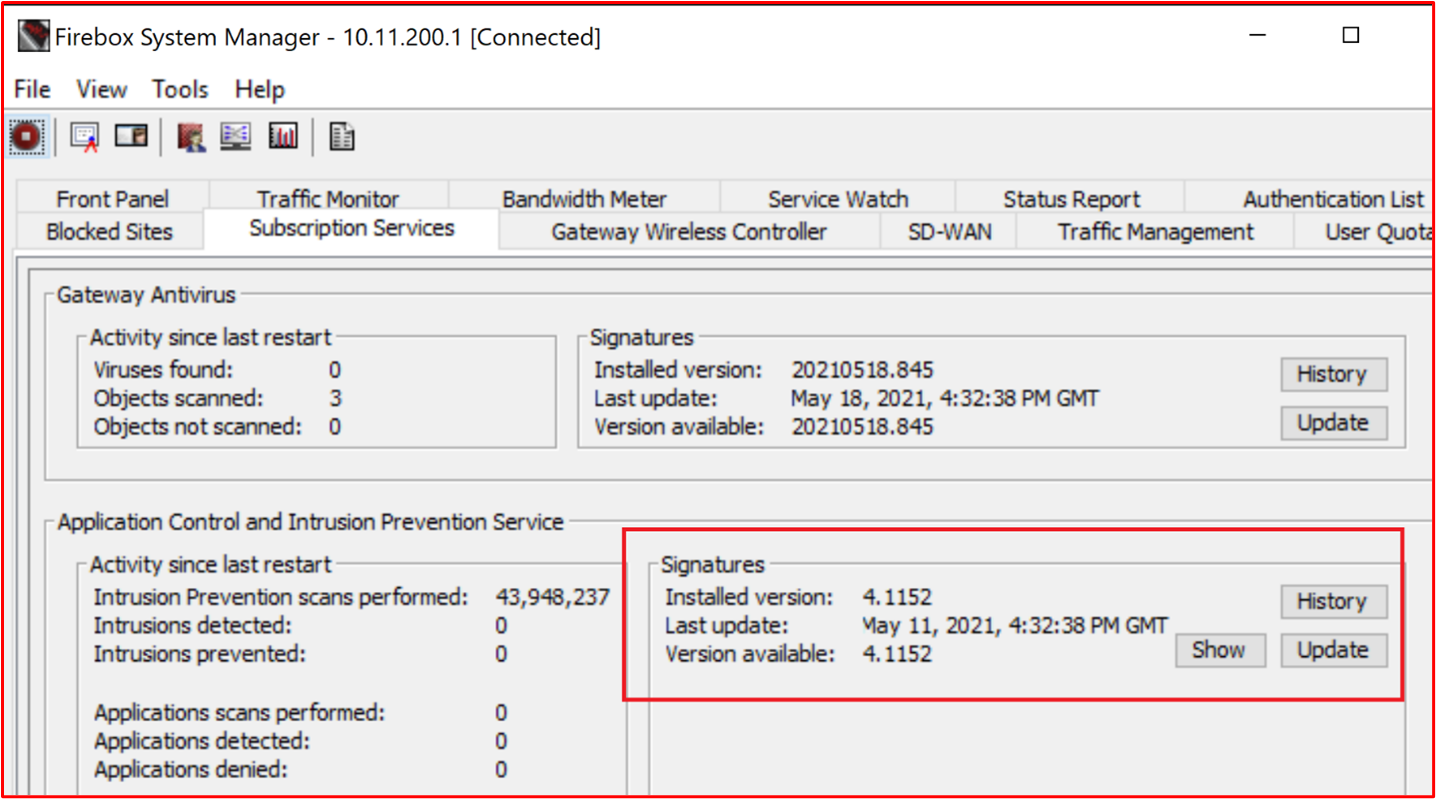 Firebox System Manager - 10.11.200.1 [Connected]
File View Tools Help
Front Panel Traffic Monitor Bandwidth Meter Service Watch Status Report Authentication List
Blocked Sites Subscription Services Gateway Wireless Controller SD-WAN Traffic Management User Quota
Gateway Antivirus
Activity since last restart
Viruses found: 0
Objects scanned: 3
Objects not scanned: 0
Signatures
Installed version: 20210518.845
Last update: May 18, 2021, 4:32:38 PM GMT
Version available: 20210518.845
History
Update
Application Control and Intrusion Prevention Service
Activity since last restart
Intrusion Prevention scans performed: 43,948,237
Intrusions detected: 0
Intrusions prevented: 0
Applications scans performed: 0
Applications detected: 0
Applications denied: 0
Signatures
Installed version: 4.1152
Last update: May 11, 2021, 4:32:38 PM GMT
Version available: 4.1152
History
Show Update